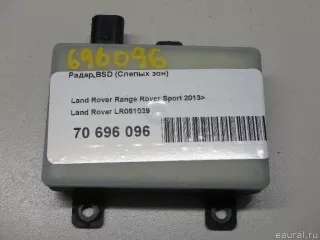 696096
Радар,BSD (Слепых зон)
Land Rover Range Rover Sport 2013>
Land Rover LR061039
70 696 096
eaural.ru